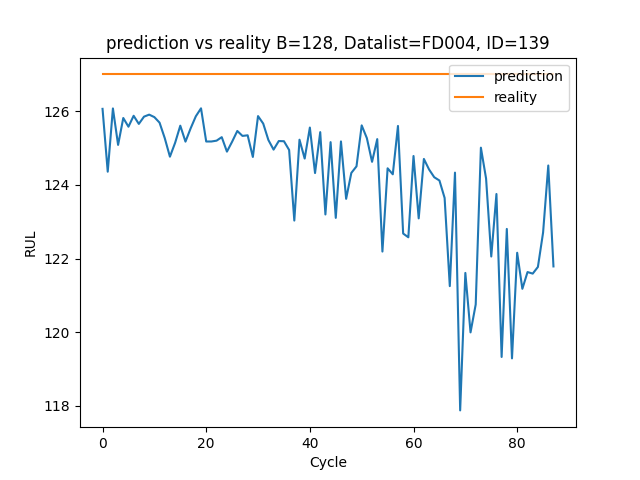 prediction vs reality B=128, Datalist=FD004, ID=139
prediction
reality
126
124
122
120
118
RUL
0 20 40 60 80
Cycle